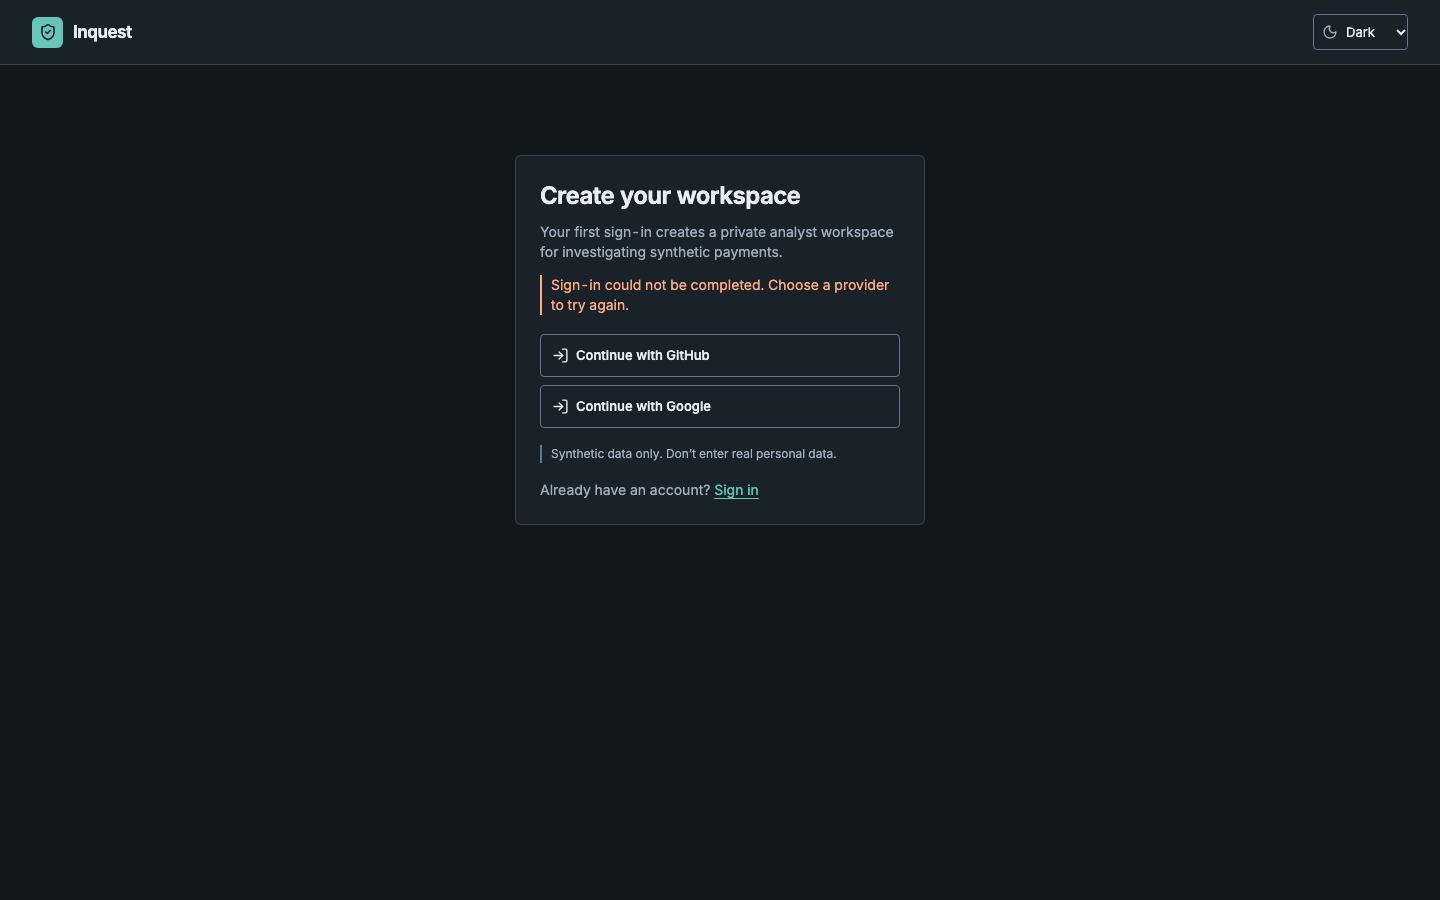 Inquest
Dark
Create your workspace
Your first sign-in creates a private analyst workspace
for investigating synthetic payments.
Sign-in could not be completed. Choose a provider
to try again.
Continue with GitHub
Continue with Google
Synthetic data only. Don’t enter real personal data.
Already have an account? Sign in